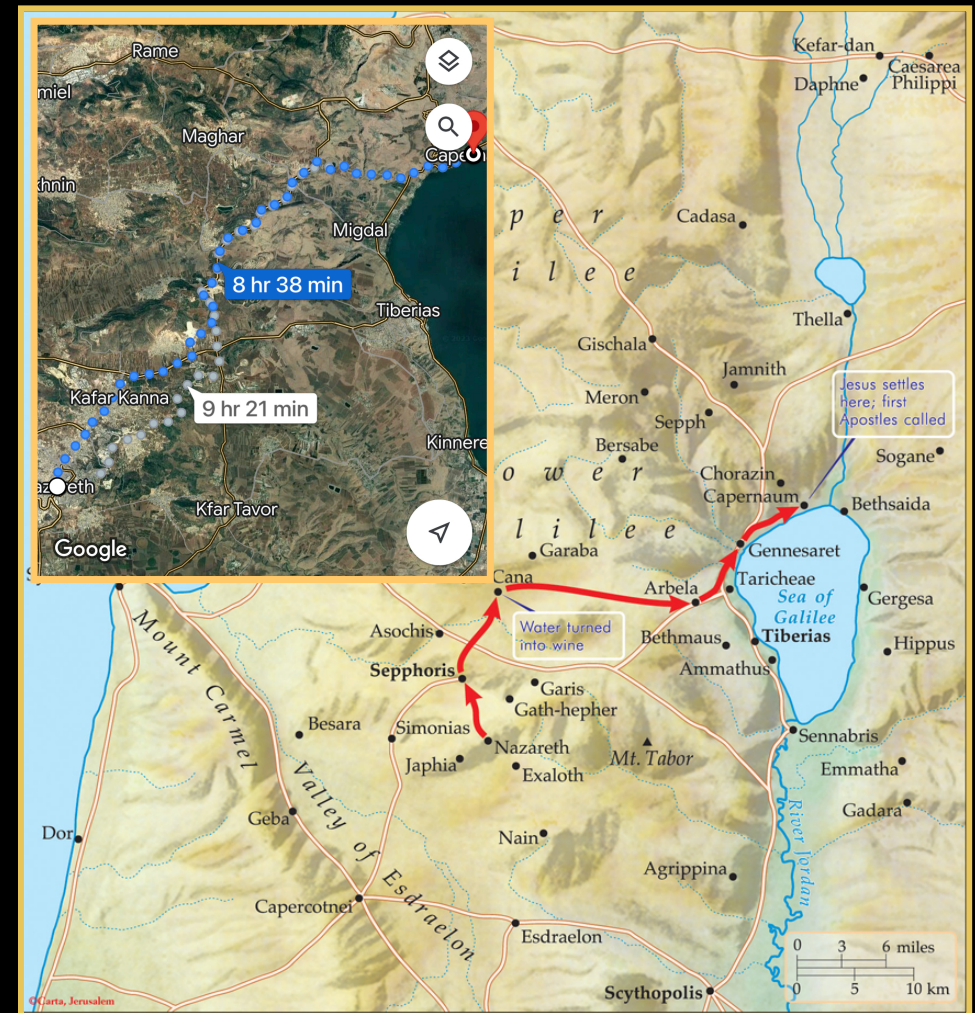 Rame
miel
Maghar
khnin
Cape
Migdal
8 hr 38 min
Tiberias
Kafar Kanna
9 hr 21 min
Kinnere
azareth
Kfar Tavor
Google
Kefar-dan
Caesarea
Philippi
Daphne
p e r
Cadasa
i l e e
Thella
Gischala
Jamnith
Meron
Sepph
Jesus settles
here; first
Apostles called
Bersabe
Sogane
o w e r
Chorazin
Capernaum
Bethsaida
l i l e e
Garaba
Gennesaret
Cana
Arbela
Taricheae
Sea of
Galilee
Gergesa
Water turned
into wine
Asochis
Bethmaus
Tiberias
Hippus
Ammathus
Sepphoris
Garis
Gath-hepher
Mount Carmel
Besara
Simonias
Nazareth
Mt. Tabor
Sennabris
Japhia
Exaloth
Emmatha
Valley of Esdraelon
Geba
Gadara
Dor
Nain
River Jordan
Agrippina
Capercotnei
Esdraelon
0 3 6 miles
0 5 10 km
Scythopolis
©Carta, Jerusalem